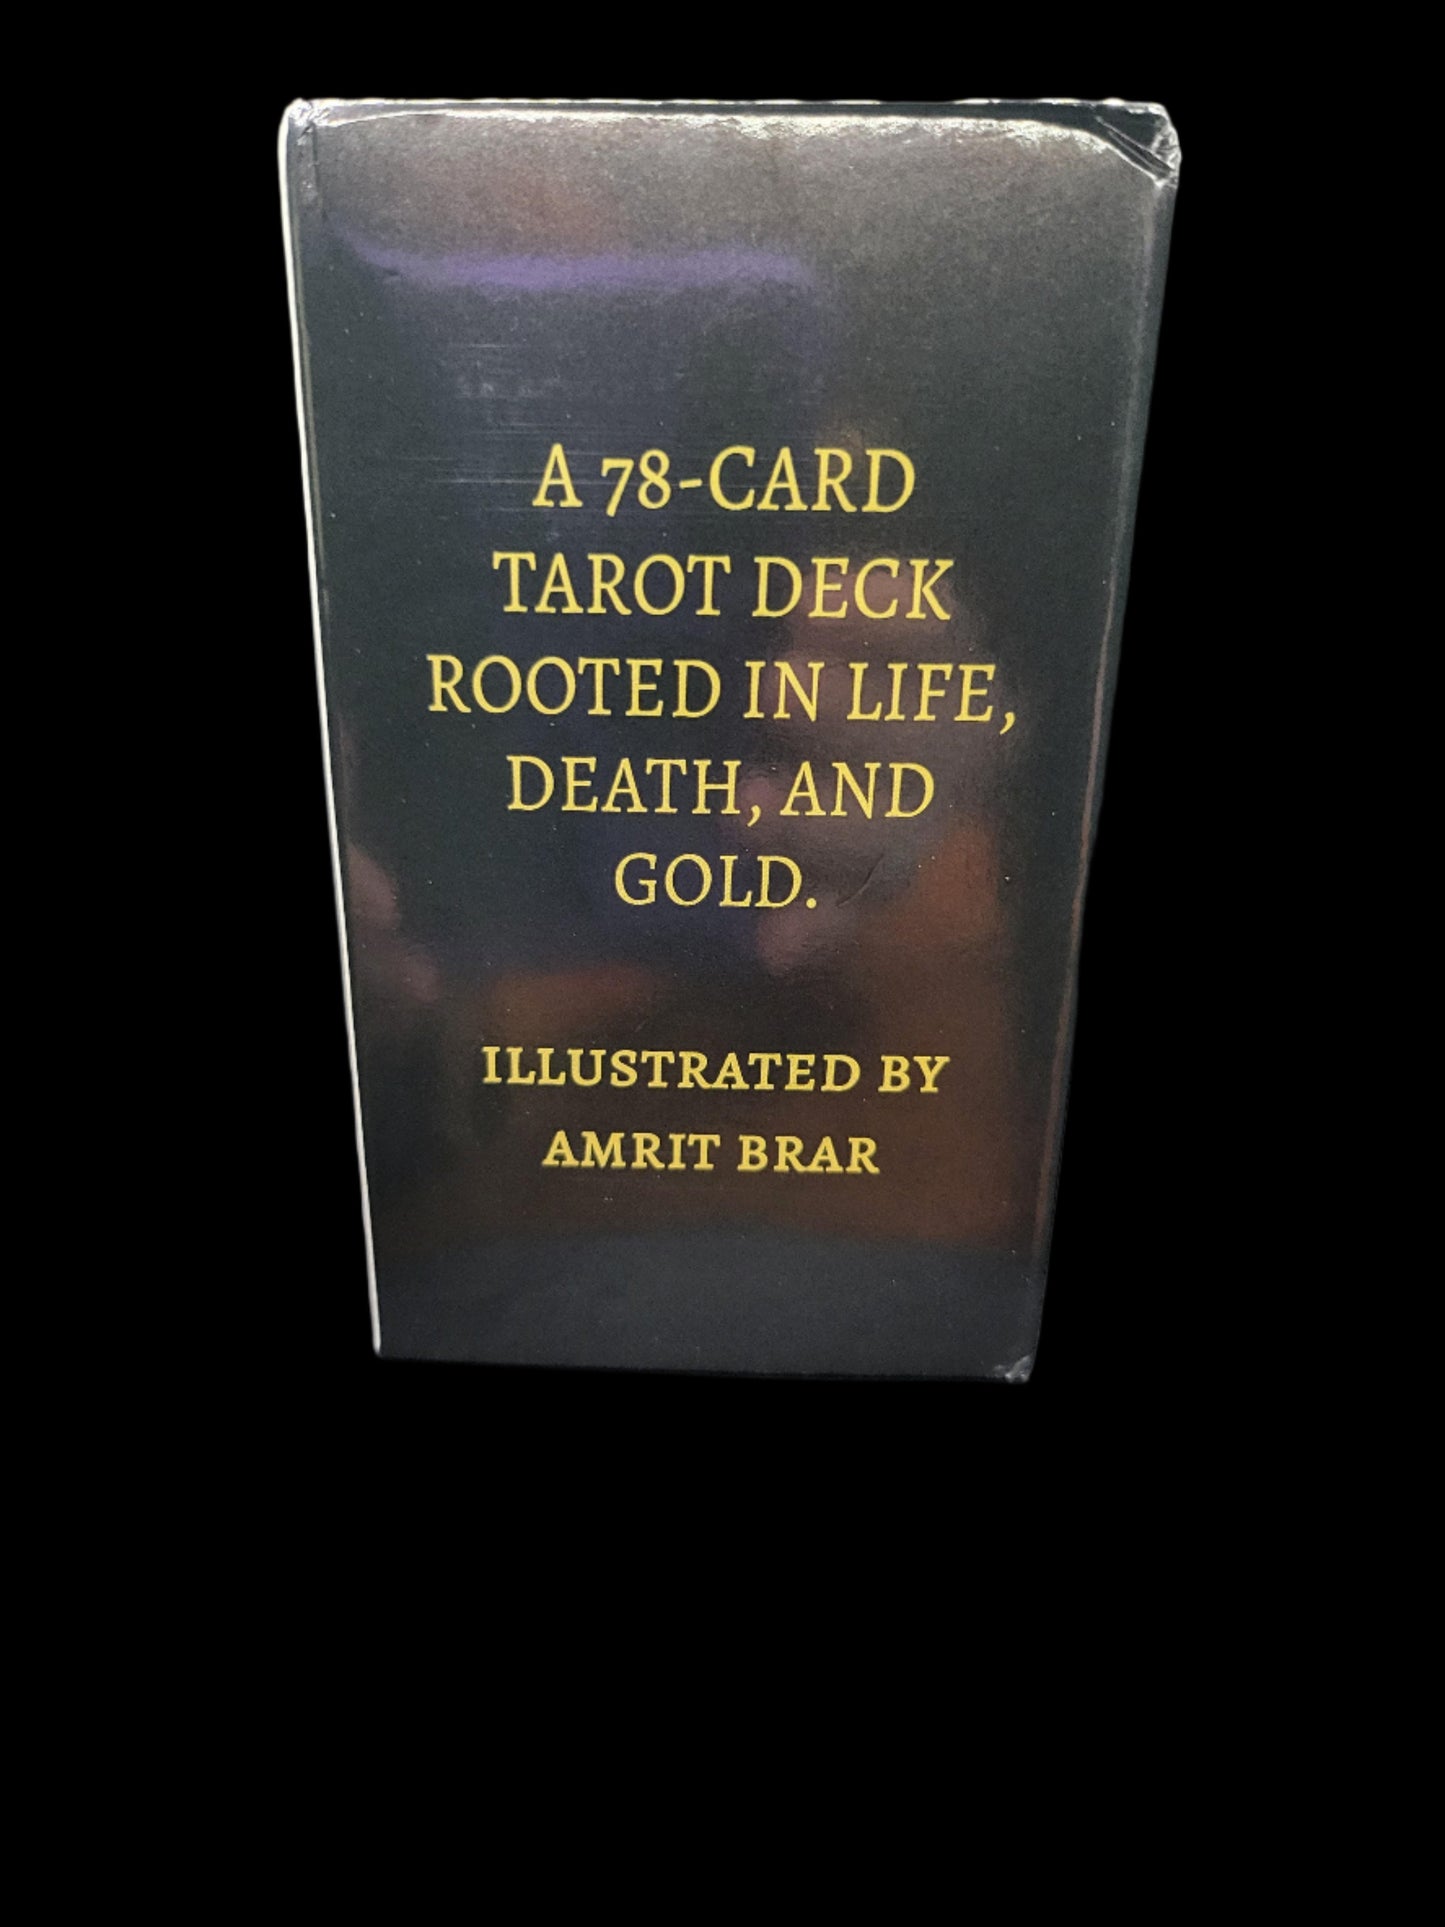 A 78-CARD
TAROT DECK
ROOTED IN LIFE,
DEATH, AND
GOLD.
ILLUSTRATED BY
AMRIT BRAR